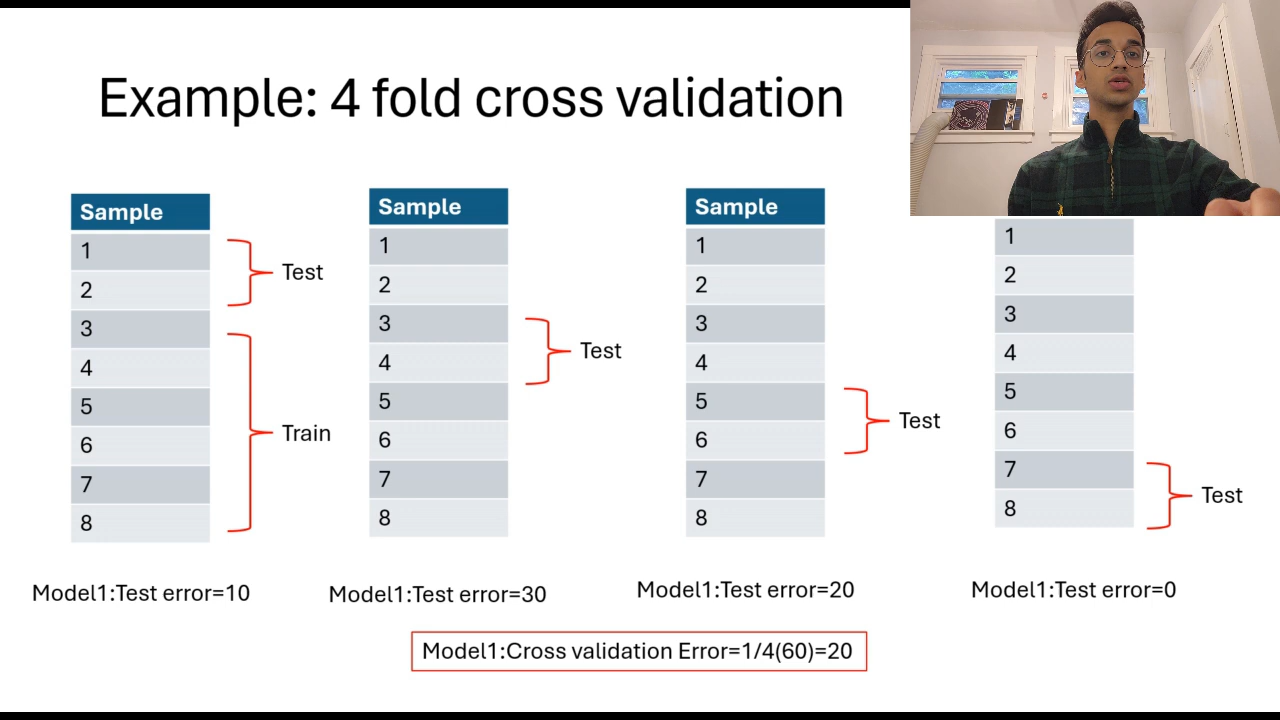 Example: 4 fold cross validation
Sample
1
2
3
4
5
6
7
8
Test
Train
Model1:Test error=10
Sample
1
2
3
4
5
6
7
8
Test
Model1:Test error=30
Sample
1
2
3
4
5
6
7
8
Test
Model1:Test error=20
1
2
3
4
5
6
7
8
Test
Model1:Test error=0
Model1:Cross validation Error=1/4(60)=20